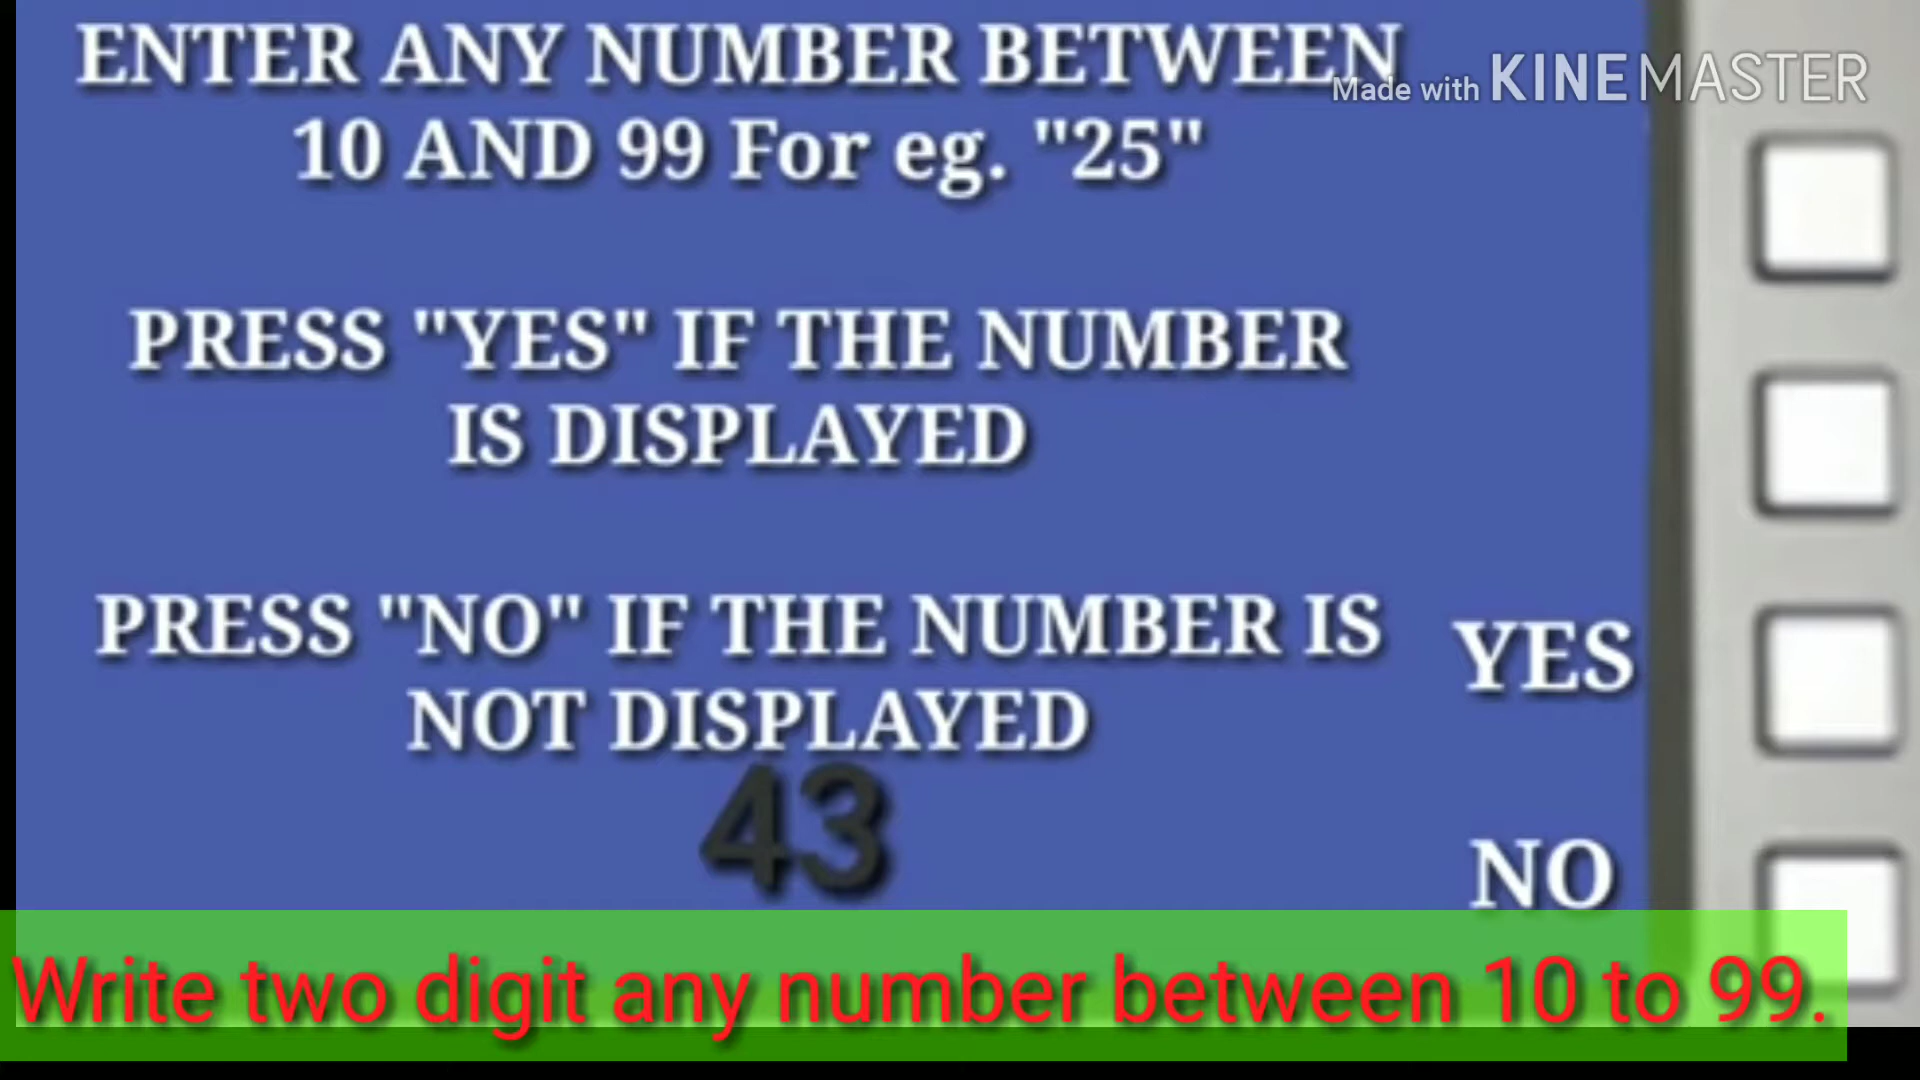 ENTER ANY NUMBER BETWEEN
Made with KINEMASTER
10 AND 99 For eg. "25"
PRESS "YES" IF THE NUMBER
IS DISPLAYED
PRESS "NO" IF THE NUMBER IS
NOT DISPLAYED
YES
43
NO
Write two digit any number between 10 to 99.